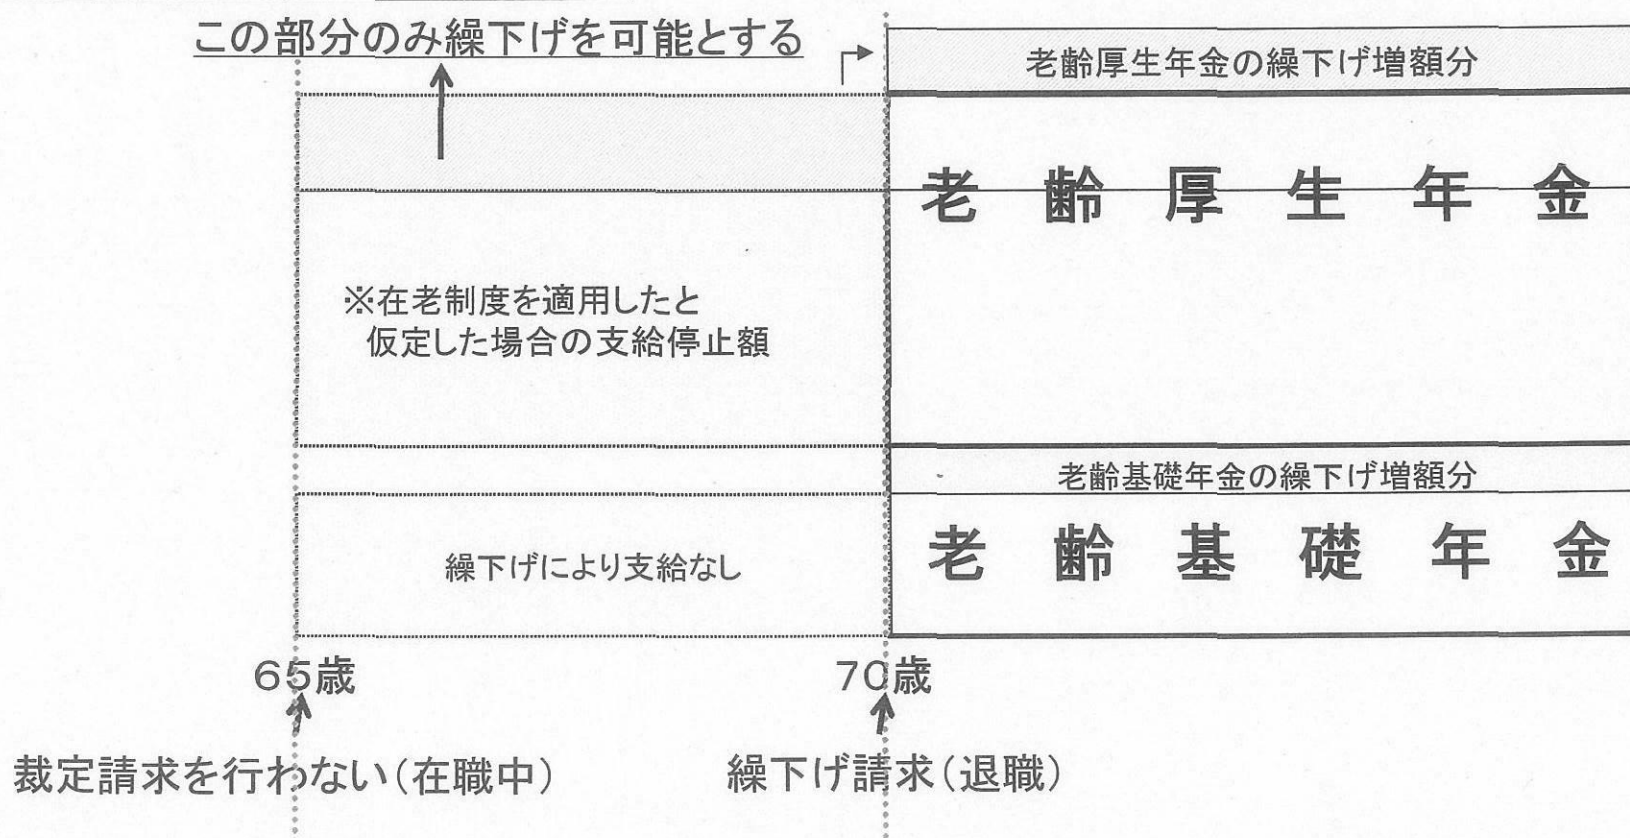 この部分のみ繰下げを可能とする
老齢厚生年金の繰下げ増額分
老齢厚生年金
※在老制度を適用したと
仮定した場合の支給停止額
老齢基礎年金の繰下げ増額分
老齢基礎年金
繰下げにより支給なし
65歳
70歳
裁定請求を行わない(在職中)
繰下げ請求(退職)